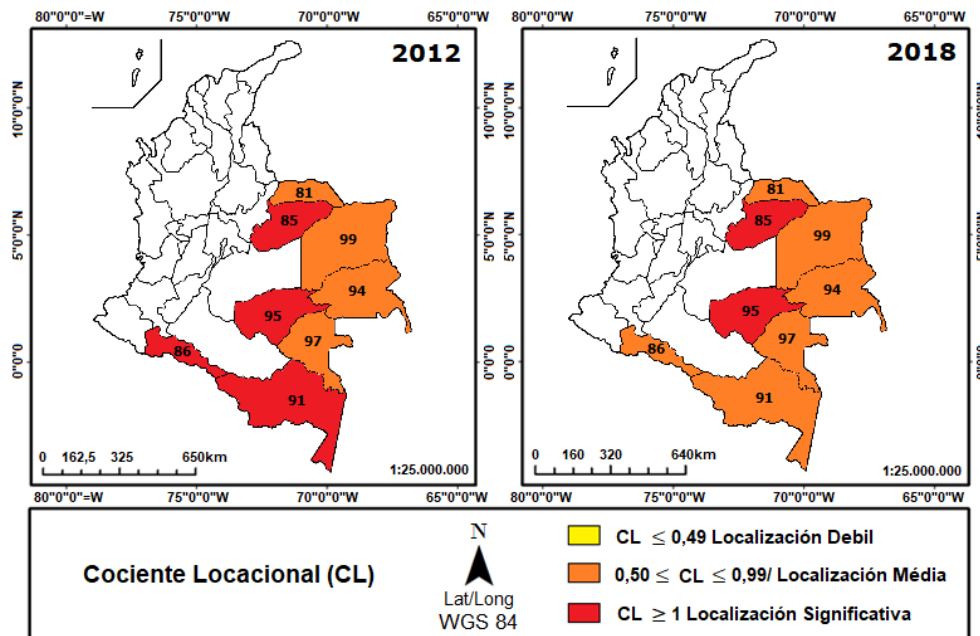 80°0'0"W 75°0'0"W 70°0'0"W 65°0'0"W
80°0'0"W 75°0'0"W 70°0'0"W 65°0'0"W
2012
2018
10°0'0"N
5°0'0"N
0°0'0"
10°0'0"N
5°0'0"N
0°0'0"
81
85
99
94
95
97
86
91
81
85
99
94
95
97
86
91
0 162,5 325 650km
1:25.000.000
0 160 320 640km
1:25.000.000
80°0'0"=W 75°0'0"W 70°0'0"W 65°0'0"W
80°0'0"W 75°0'0"W 70°0'0"W 65°0'0"W
Cociente Locacional (CL)
N
Lat/Long
WGS 84
CL ≤ 0,49 Localización Debil
0,50 ≤ CL ≤ 0,99/ Localización Média
CL ≥ 1 Localización Significativa